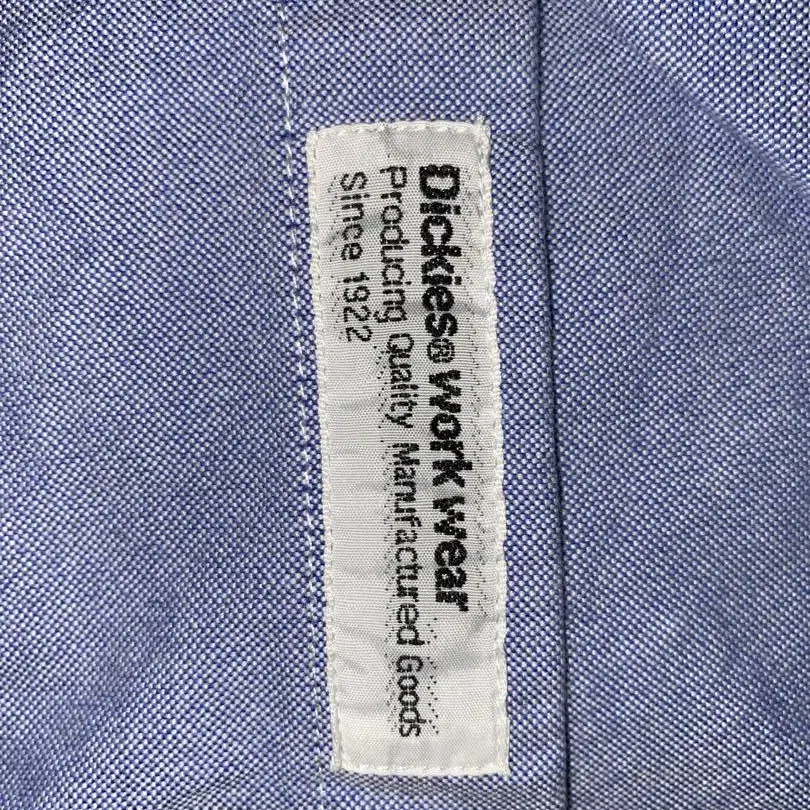 Dickies® work wear
Producing Quality Manufactured Goods
Since 1922